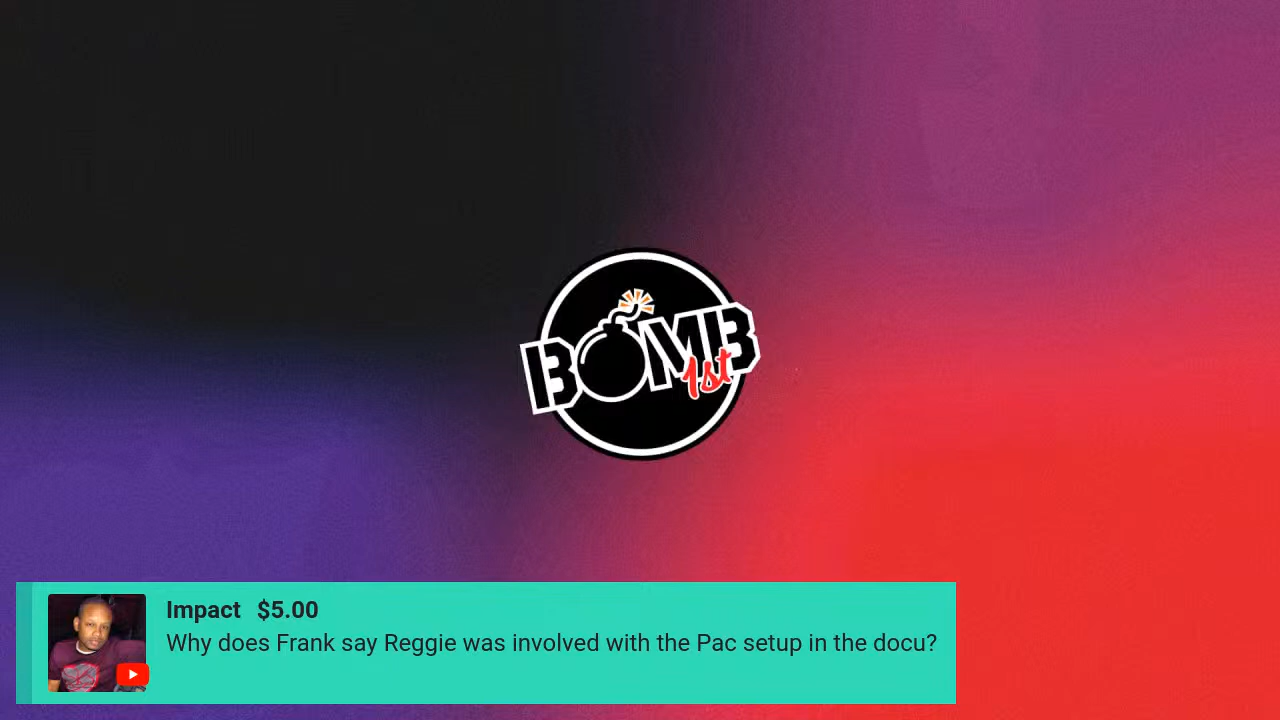 BOMB
1st
Impact $5.00
Why does Frank say Reggie was involved with the Pac setup in the docu?